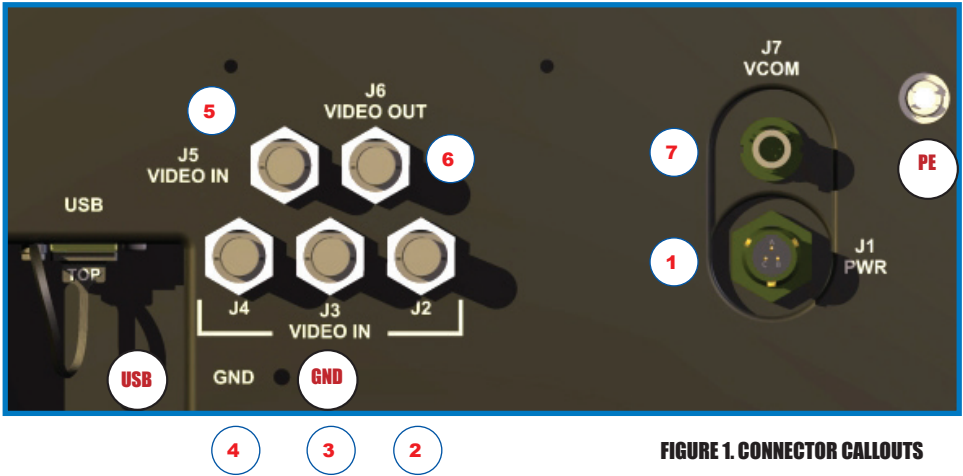 J7
VCOM
J6
VIDEO OUT
5
6
7
PE
J5
VIDEO IN
USB
TOP
1
J1
PWR
J4
J3
J2
VIDEO IN
USB
GND
GND
4
3
2
FIGURE 1. CONNECTOR CALLOUTS